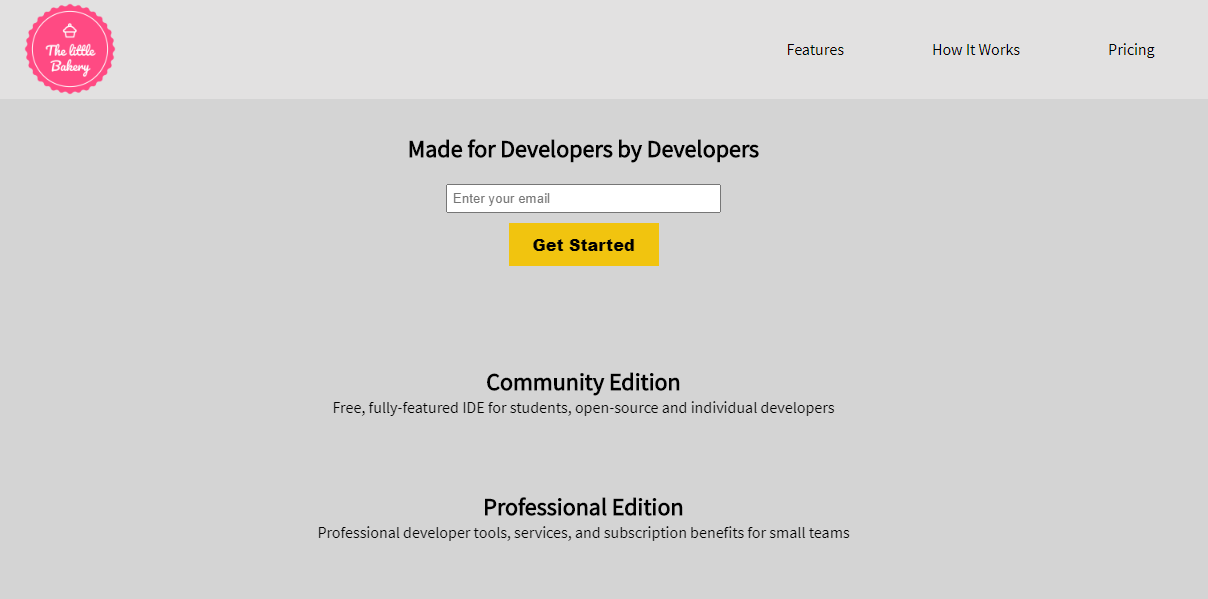 The little
Bakery
Features
How It Works
Pricing
Made for Developers by Developers
Enter your email
Get Started
Community Edition
Free, fully-featured IDE for students, open-source and individual developers
Professional Edition
Professional developer tools, services, and subscription benefits for small teams